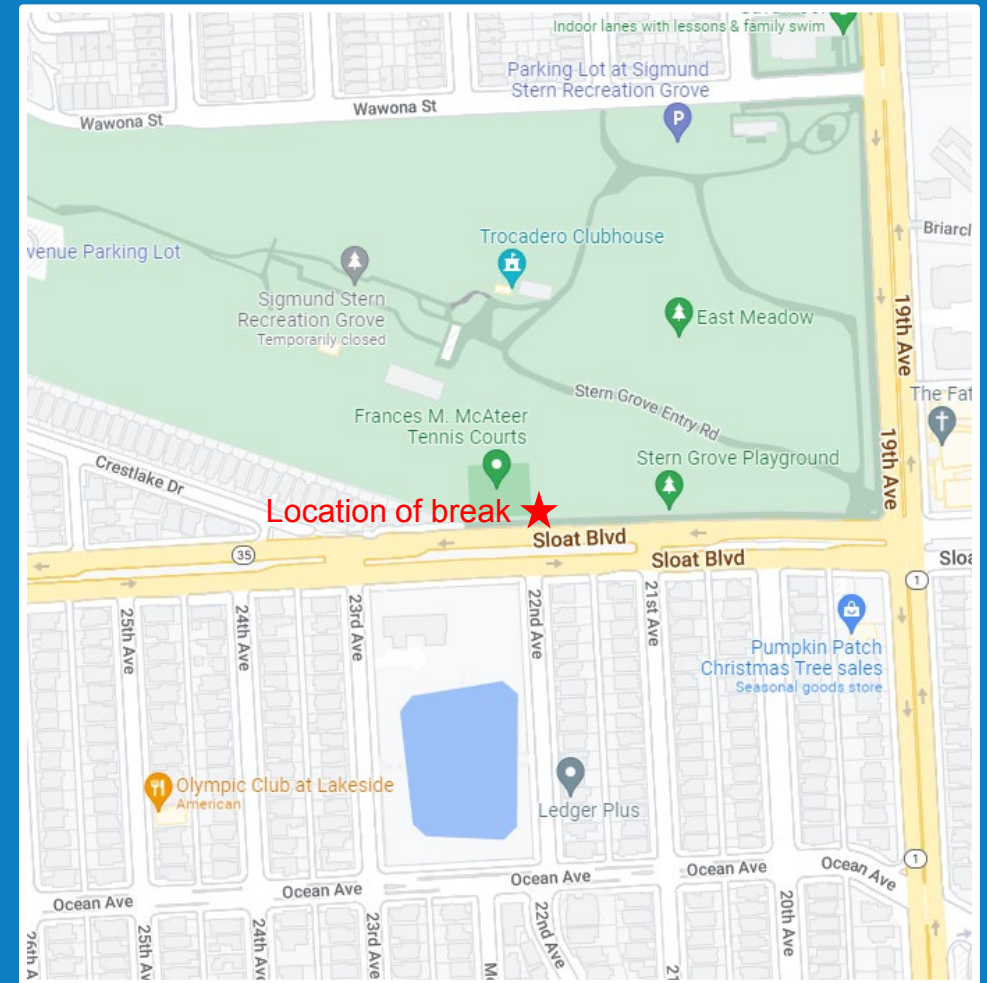 Indoor lanes with lessons & family swim
Parking Lot at Sigmund
Stern Recreation Grove
P
Wawona St
Wawona St
Briarcl
Trocadero Clubhouse
venue Parking Lot
Sigmund Stern
Recreation Grove
Temporarily closed
East Meadow
19th Ave
The Fat
Stern Grove Entry Rd
Frances M. McAteer
Tennis Courts
19th Ave
Stern Grove Playground
Crestlake Dr
Location of break
Sloat Blvd
35
Sloat Blvd
Sloa
1
25th Ave
24th Ave
23rd Ave
22nd Ave
21st Ave
Pumpkin Patch
Christmas Tree sales
Seasonal goods store
Olympic Club at Lakeside
American
Ledger Plus
1
Ocean Ave
Ocean Ave
Ocean Ave
Ocean Ave
Ocean Ave
26th A
25th Av
24th Ave
23rd Ave
22nd Ave
21
20th Ave